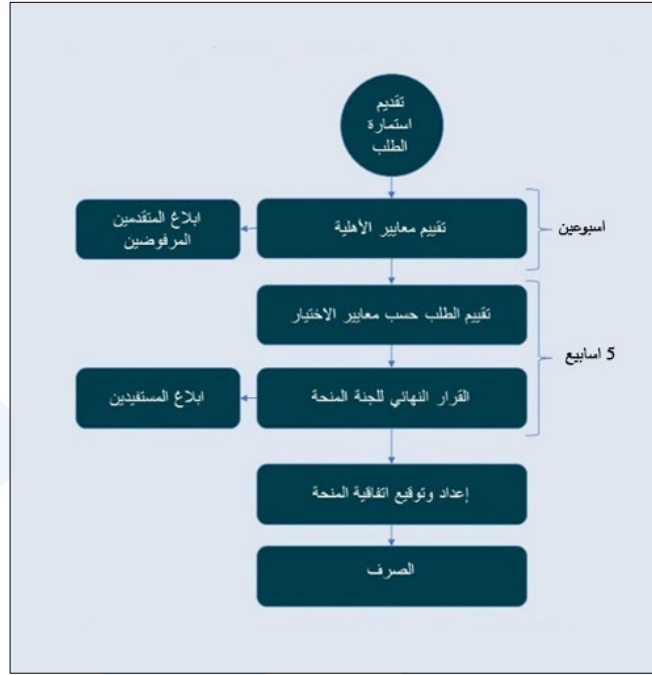 تقديم
استمارة
الطلب
تقييم معايير الأهلية
ابلاغ المتقدمين
المرفوضين
اسبوعين
تقييم الطلب حسب معايير الاختيار
5 اسابيع
القرار النهائي للجنة المنحة
ابلاغ المستفيدين
إعداد وتوقيع اتفاقية المنحة
الصرف